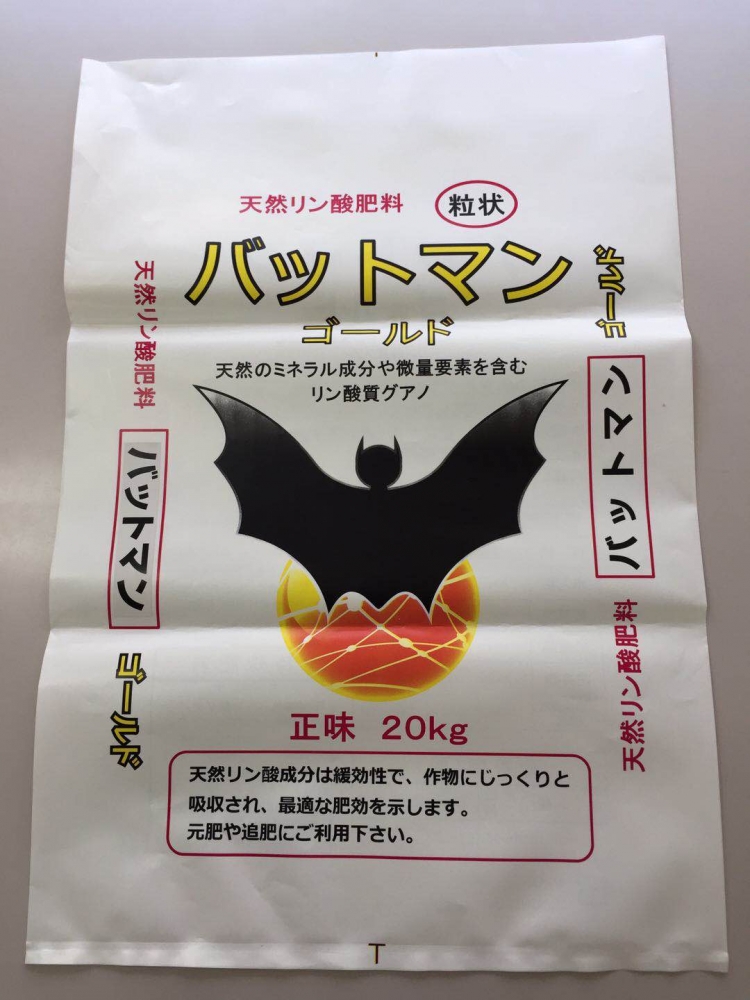 天然リン酸肥料 粒状
バットマン
ゴールド
天然のミネラル成分や微量要素を含む
リン酸質グアノ
正味 20kg
天然リン酸成分は緩効性で、作物にじっくりと
吸収され、最適な肥効を示します。
元肥や追肥にご利用下さい。
天然リン酸肥料
バットマン
ゴールド
天然リン酸肥料
バットマン
ゴールド
T